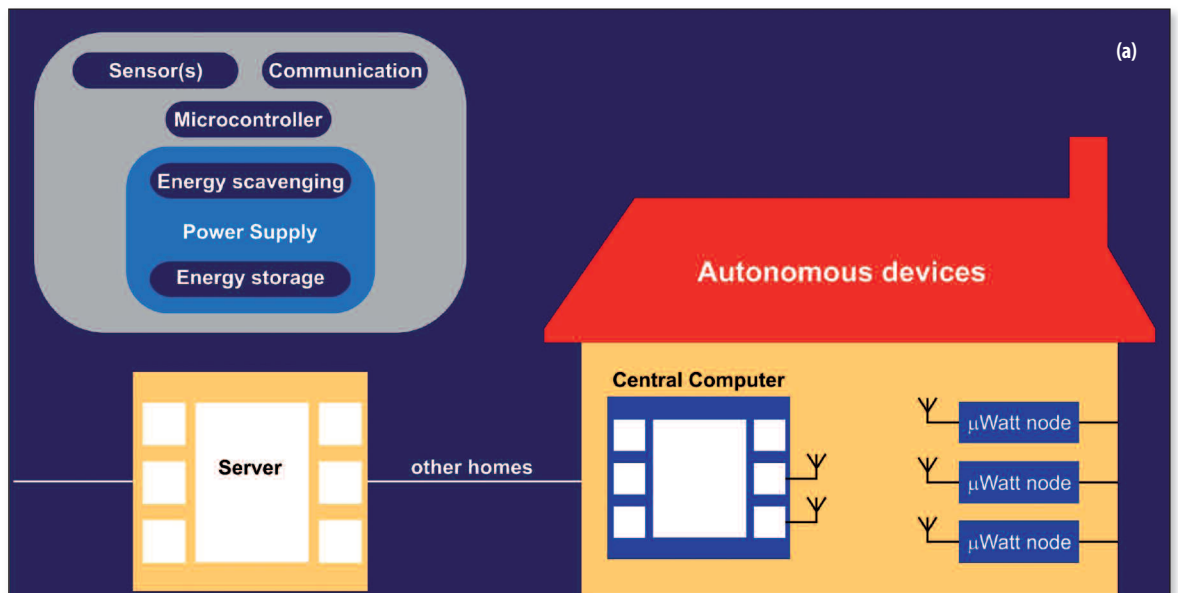 (a)
Sensor(s)
Communication
Microcontroller
Energy scavenging
Power Supply
Energy storage
Autonomous devices
Central Computer
μWatt node
μWatt node
μWatt node
Server
other homes